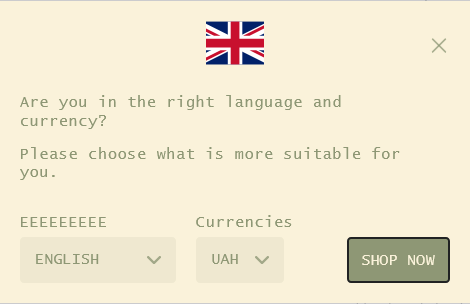 Are you in the right language and
currency?
Please choose what is more suitable for
you.
EEEEEEEEE
Currencies
ENGLISH
UAH
SHOP NOW